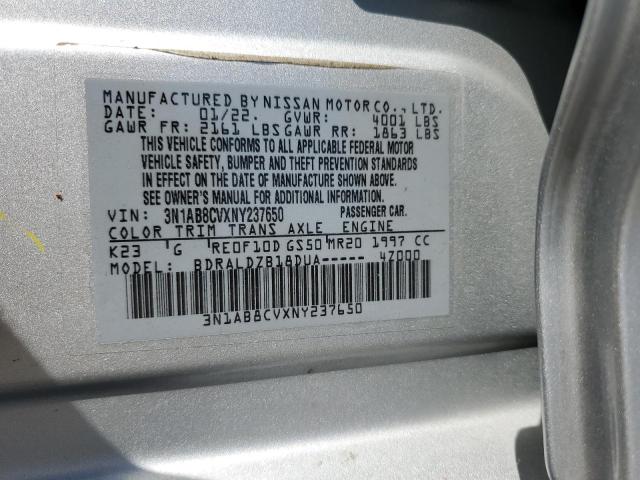 MANUFACTURED BY NISSAN MOTOR CO., LTD.
DATE: 01/22. GVWR: 4001 LBS
GAWR FR: 2161 LBS GAWR RR: 1863 LBS
THIS VEHICLE CONFORMS TO ALL APPLICABLE FEDERAL MOTOR
VEHICLE SAFETY, BUMPER AND THEFT PREVENTION STANDARDS
IN EFFECT ON THE DATE OF MANUFACTURE SHOWN ABOVE.
SEE OWNER'S MANUAL FOR ADDITIONAL INFORMATION.
VIN: 3N1AB8CVXNY237650 PASSENGER CAR.
COLOR TRIM TRANS AXLE ENGINE
K23 G RE0F10D GS50 MR20 1997 CC
MODEL: BDRALDZB18DUA----- 47000
3N1AB8CVXNY237650